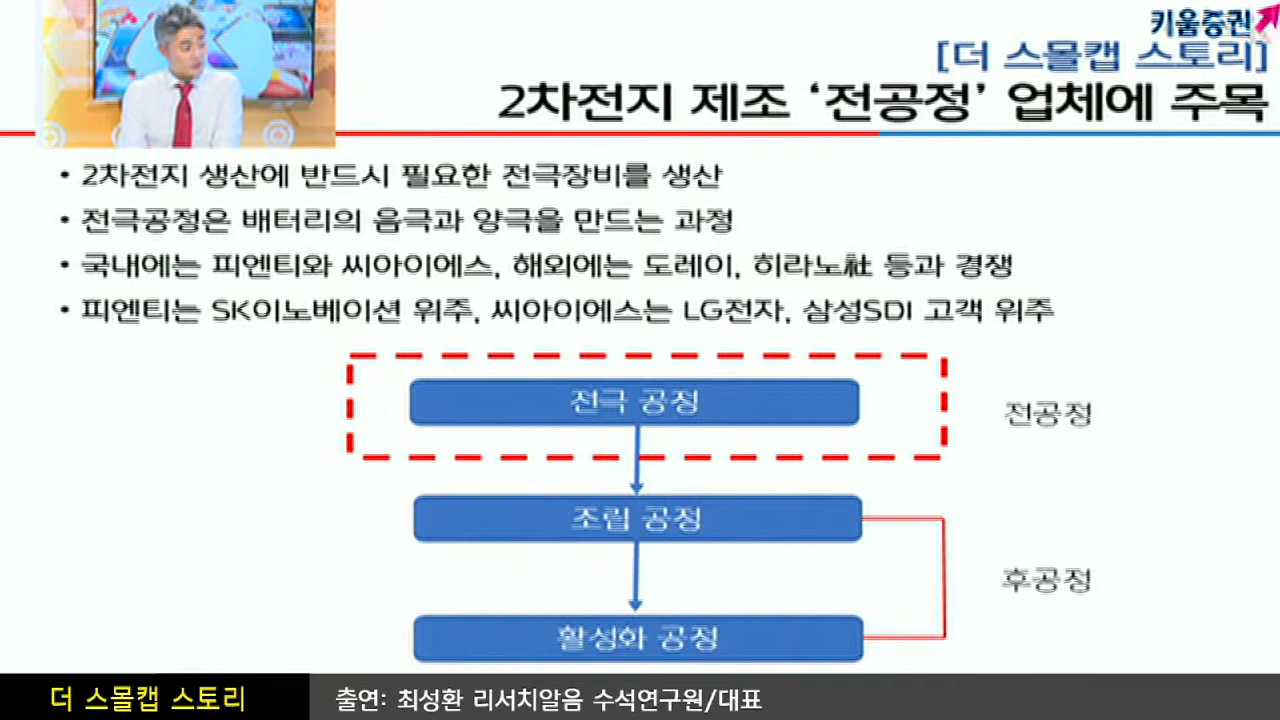 키움증권
[더 스몰캡 스토리]
2차전지 제조 ‘전공정’ 업체에 주목
• 2차전지 생산에 반드시 필요한 전극장비를 생산
• 전극공정은 배터리의 음극과 양극을 만드는 과정
• 국내에는 피엔티와 씨아이에스, 해외에는 도레이, 히라노社 등과 경쟁
• 피엔티는 SK이노베이션 위주, 씨아이에스는 LG전자, 삼성SDI 고객 위주
전극 공정
전공정
조립 공정
후공정
활성화 공정
더 스몰캡 스토리
출연: 최성환 리서치알음 수석연구원/대표